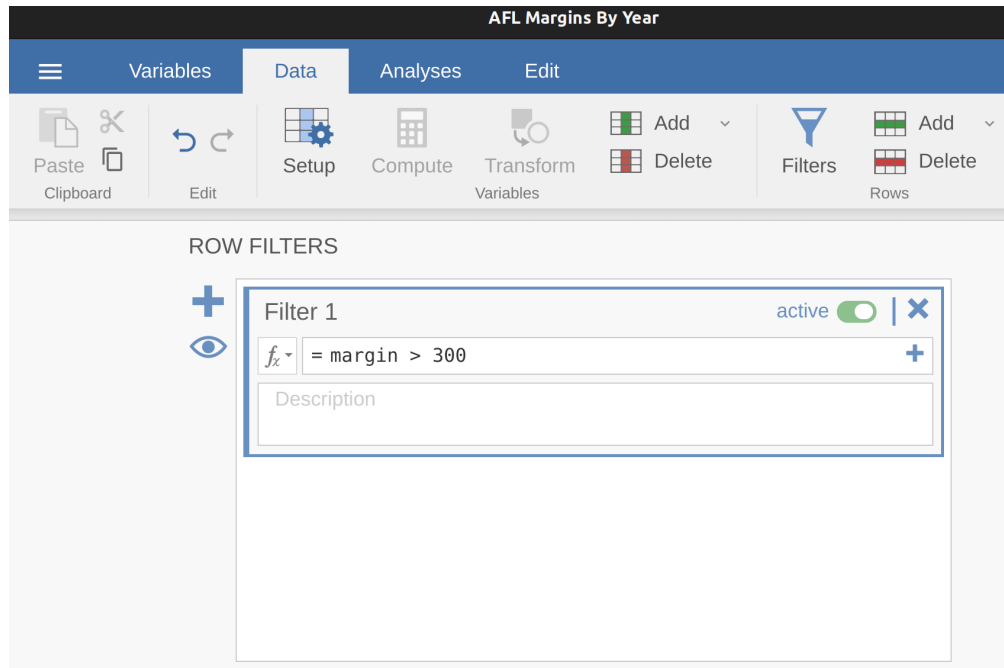 AFL Margins By Year
Variables Data Analyses Edit
Paste
Clipboard
Edit
Setup Compute Transform
Add
Delete
Variables
Filters
Add
Delete
Rows
ROW FILTERS
Filter 1 active
fx = margin > 300
Description